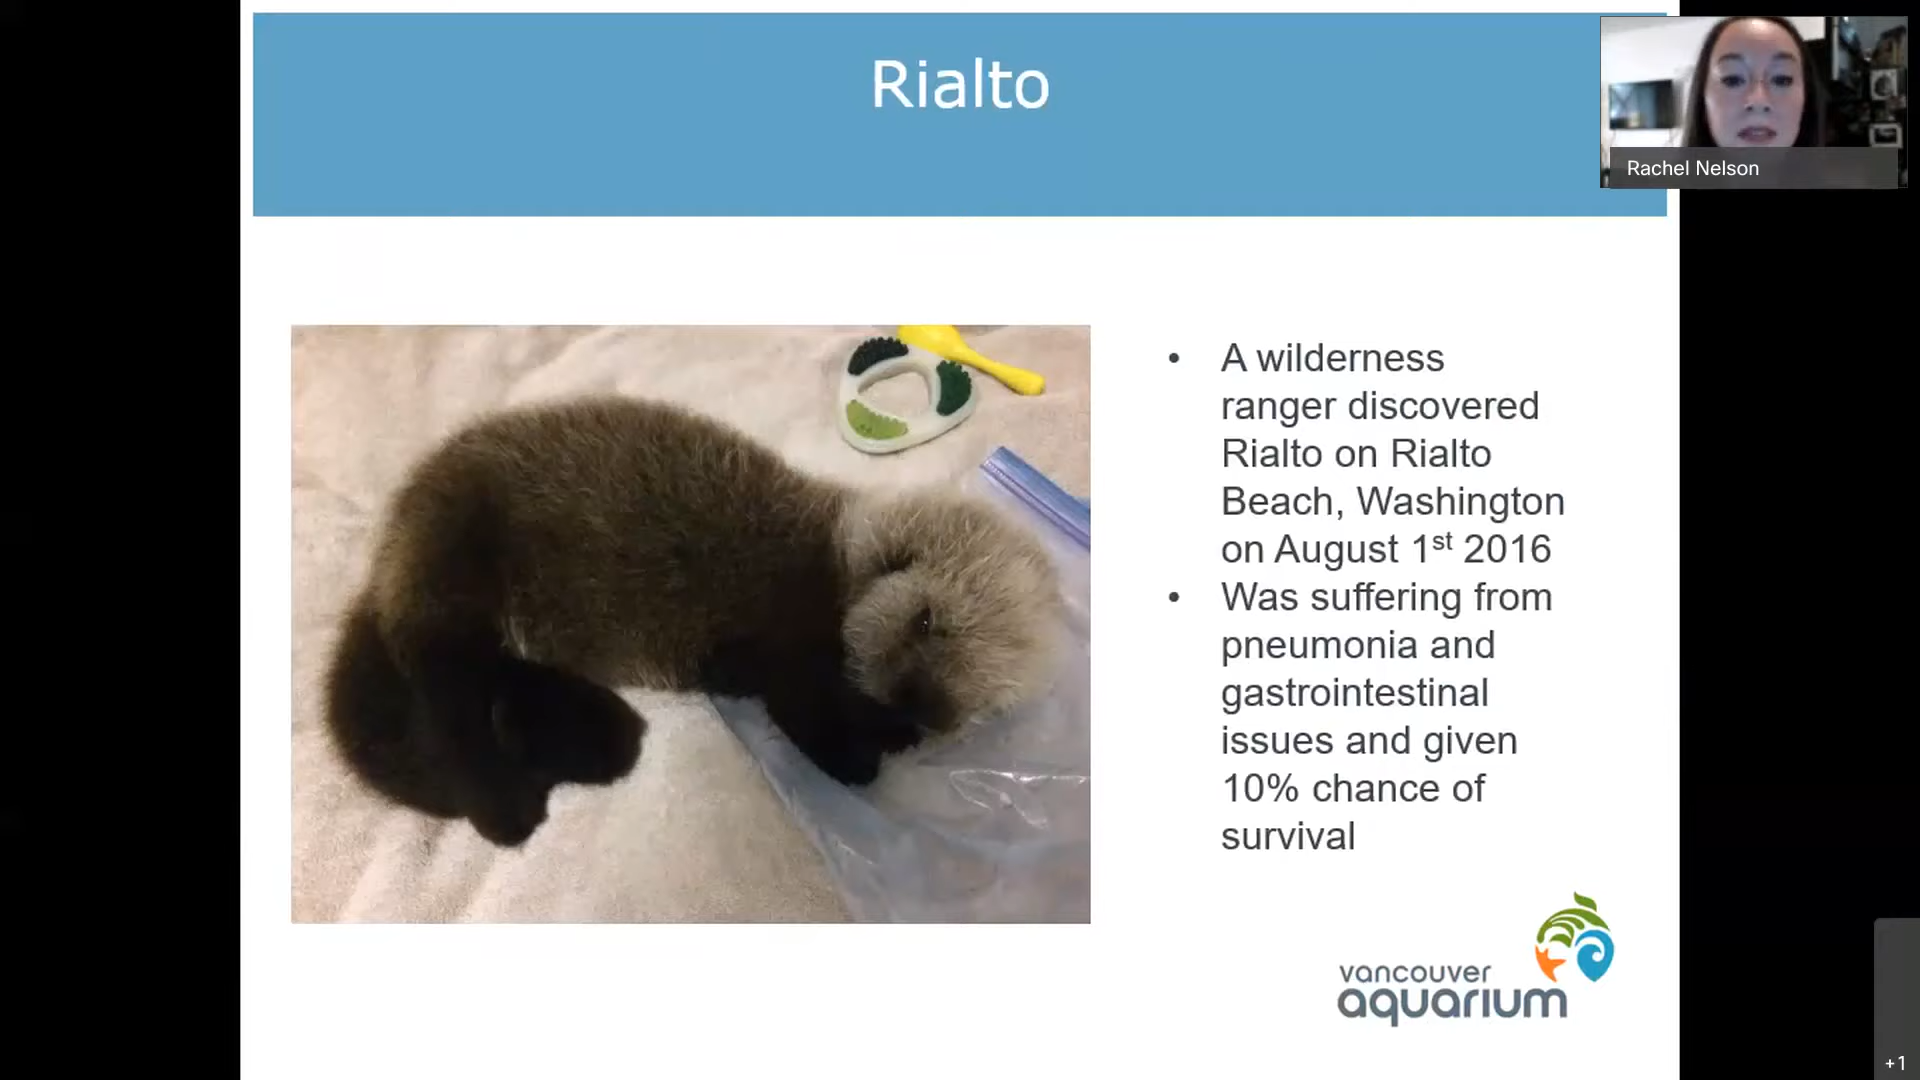 Rialto
Rachel Nelson
• A wilderness
ranger discovered
Rialto on Rialto
Beach, Washington
on August 1st 2016
• Was suffering from
pneumonia and
gastrointestinal
issues and given
10% chance of
survival
vancouver
aquarium
+1